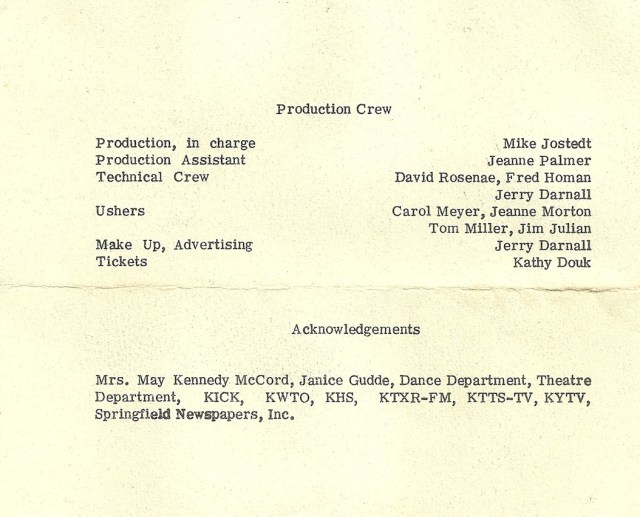 Production Crew
Production, in charge Mike Jostedt
Production Assistant Jeanne Palmer
Technical Crew David Rosenae, Fred Homan
Jerry Darnall
Ushers Carol Meyer, Jeanne Morton
Tom Miller, Jim Julian
Make Up, Advertising Jerry Darnall
Tickets Kathy Douk
Acknowledgements
Mrs. May Kennedy McCord, Janice Gudde, Dance Department, Theatre
Department, KICK, KWTO, KHS, KTXR-FM, KTTS-TV, KYTV,
Springfield Newspapers, Inc.